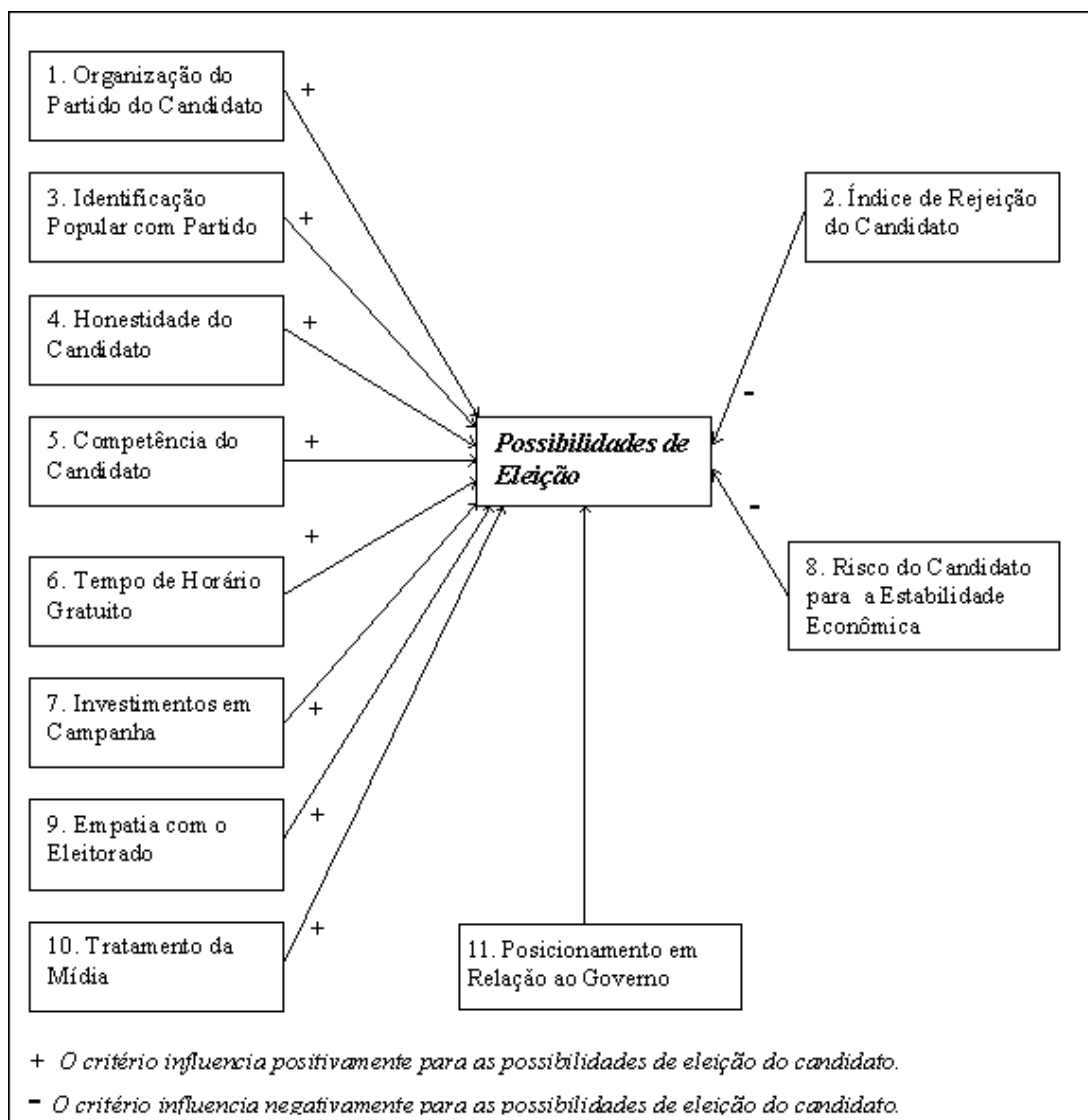 1. Organização do
Partido do Candidato
+
3. Identificação
Popular com Partido
+
2. Índice de Rejeição
do Candidato
4. Honestidade do
Candidato
+
-
5. Competência do
Candidato
+
Possibilidades de
Eleição
+
-
6. Tempo de Horário
Gratuito
8. Risco do Candidato
para a Estabilidade
Econômica
7. Investimentos em
Campanha
+
9. Empatia com o
Eleitorado
+
10. Tratamento da
Mídia
+
11. Posicionamento em
Relação ao Governo
+ O critério influencia positivamente para as possibilidades de eleição do candidato.
- O critério influencia negativamente para as possibilidades de eleição do candidato.